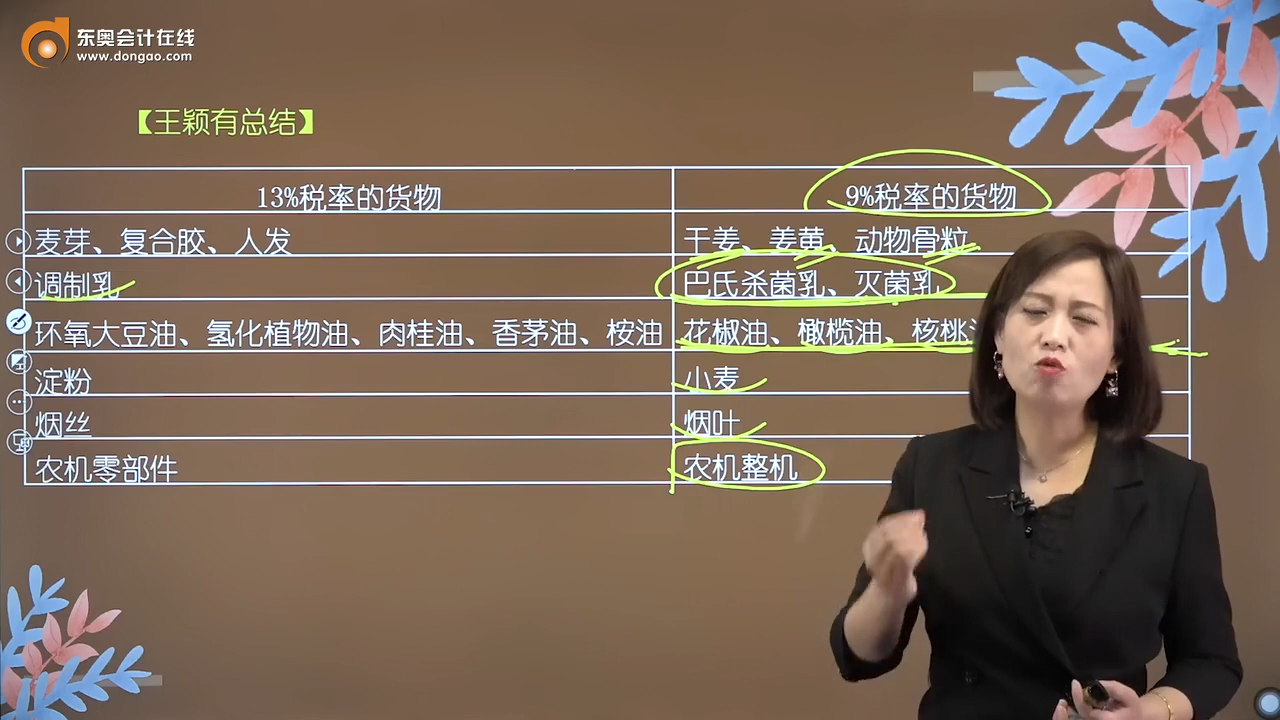 东奥会计在线
www.dongao.com
【王颖有总结】
13%税率的货物 9%税率的货物
麦芽、复合胶、人发 干姜、姜黄、动物骨粒
调制乳 巴氏杀菌乳、灭菌乳
环氧大豆油、氢化植物油、肉桂油、香茅油、桉油 花椒油、橄榄油、核桃
淀粉 小麦
烟丝 烟叶
农机零部件 农机整机